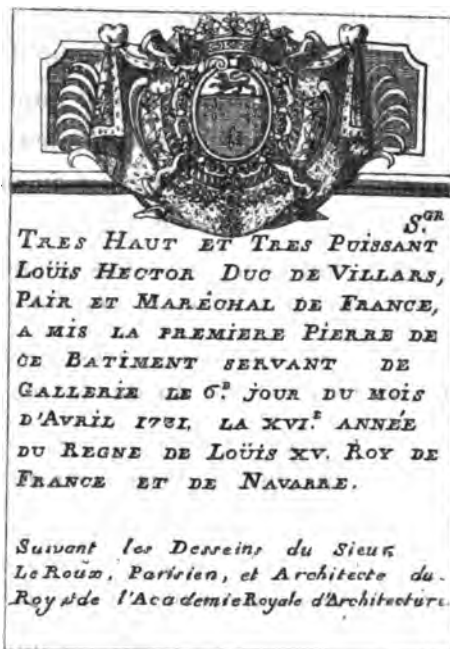 S.GR
TRES HAUT ET TRES PUISSANT
LOÜIS HECTOR DUC DE VILLARS,
PAIR ET MARÉCHAL DE FRANCE,
A MIS LA PREMIERE PIERRE DE
CE BATIMENT SERVANT DE
GALLERIE LE 6.E JOUR DU MOIS
D'AVRIL 1731. LA XVI.E ANNÉE
DU REGNE DE LOÜIS XV. ROY DE
FRANCE ET DE NAVARRE.
Suivant les Desseins du Sieur
Le Roux, Parisien, et Architecte du
Roy et de l'Academie Royale d'Architecture.